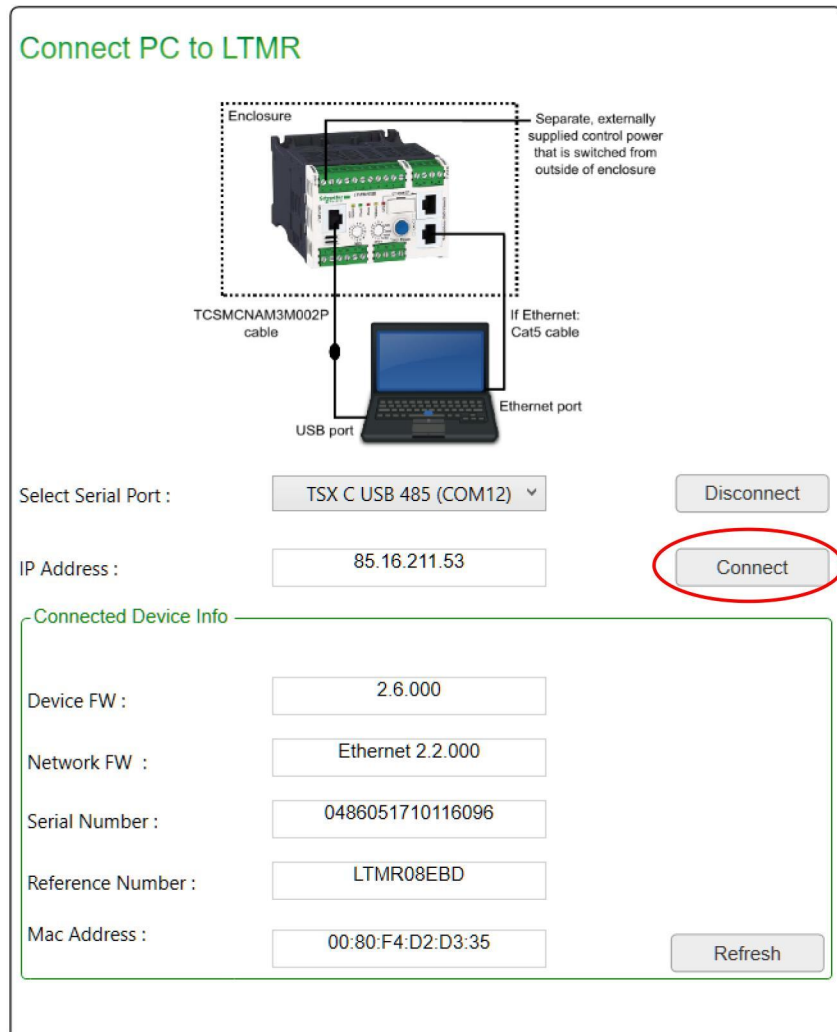 Connect PC to LTMR
Enclosure
Separate, externally
supplied control power
that is switched from
outside of enclosure
Schneider
TCSMCNAM3M002P
cable
If Ethernet:
Cat5 cable
Ethernet port
USB port
Select Serial Port :
TSX C USB 485 (COM12)
Disconnect
IP Address :
85.16.211.53
Connect
Connected Device Info
Device FW :
2.6.000
Network FW :
Ethernet 2.2.000
Serial Number :
0486051710116096
Reference Number :
LTMR08EBD
Mac Address :
00:80:F4:D2:D3:35
Refresh